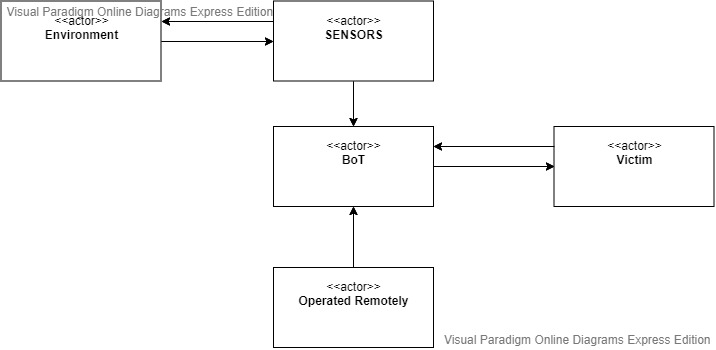 Visual Paradigm Online Diagrams Express Edition
<<actor>>
Environment
<<actor>>
SENSORS
<<actor>>
BoT
<<actor>>
Victim
<<actor>>
Operated Remotely
Visual Paradigm Online Diagrams Express Edition